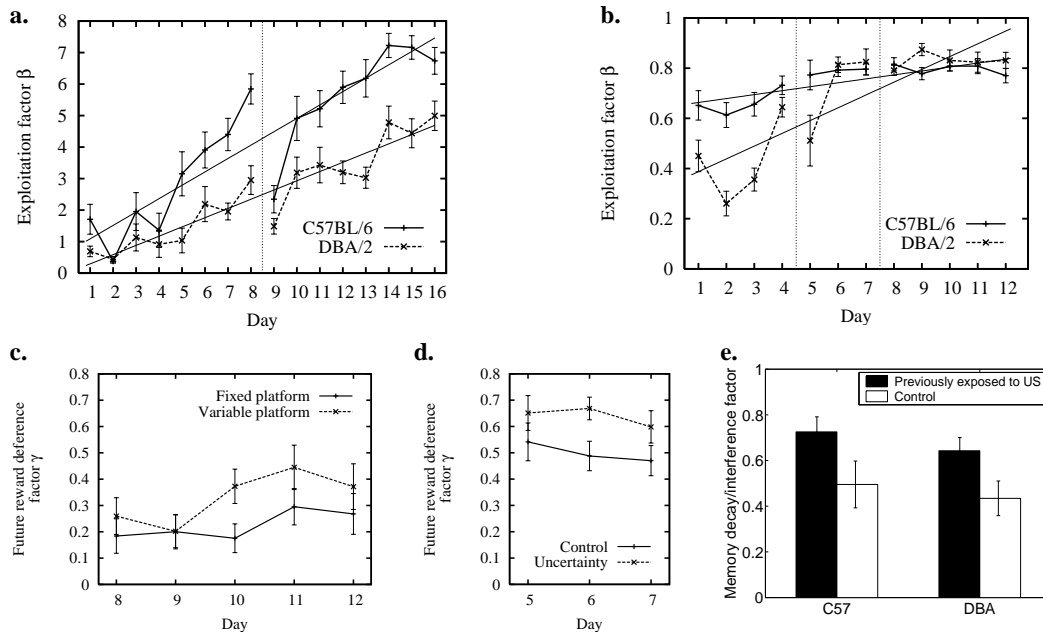 a.
Exploitation factor β
8
7
6
5
4
3
2
1
0
C57BL/6
DBA/2
1 2 3 4 5 6 7 8 9 10 11 12 13 14 15 16
Day
b.
Exploitation factor β
1
0.8
0.6
0.4
0.2
0
C57BL/6
DBA/2
1 2 3 4 5 6 7 8 9 10 11 12
Day
c.
Future reward deference
factor γ
0.8
0.7
0.6
0.5
0.4
0.3
0.2
0.1
0
Fixed platform
Variable platform
8 9 10 11 12
Day
d.
Future reward deference
factor γ
0.8
0.7
0.6
0.5
0.4
0.3
0.2
0.1
0
Control
Uncertainty
5 6 7
Day
e.
Memory decay/interference factor
1
0.8
0.6
0.4
0.2
0
Previously exposed to US
Control
C57 DBA